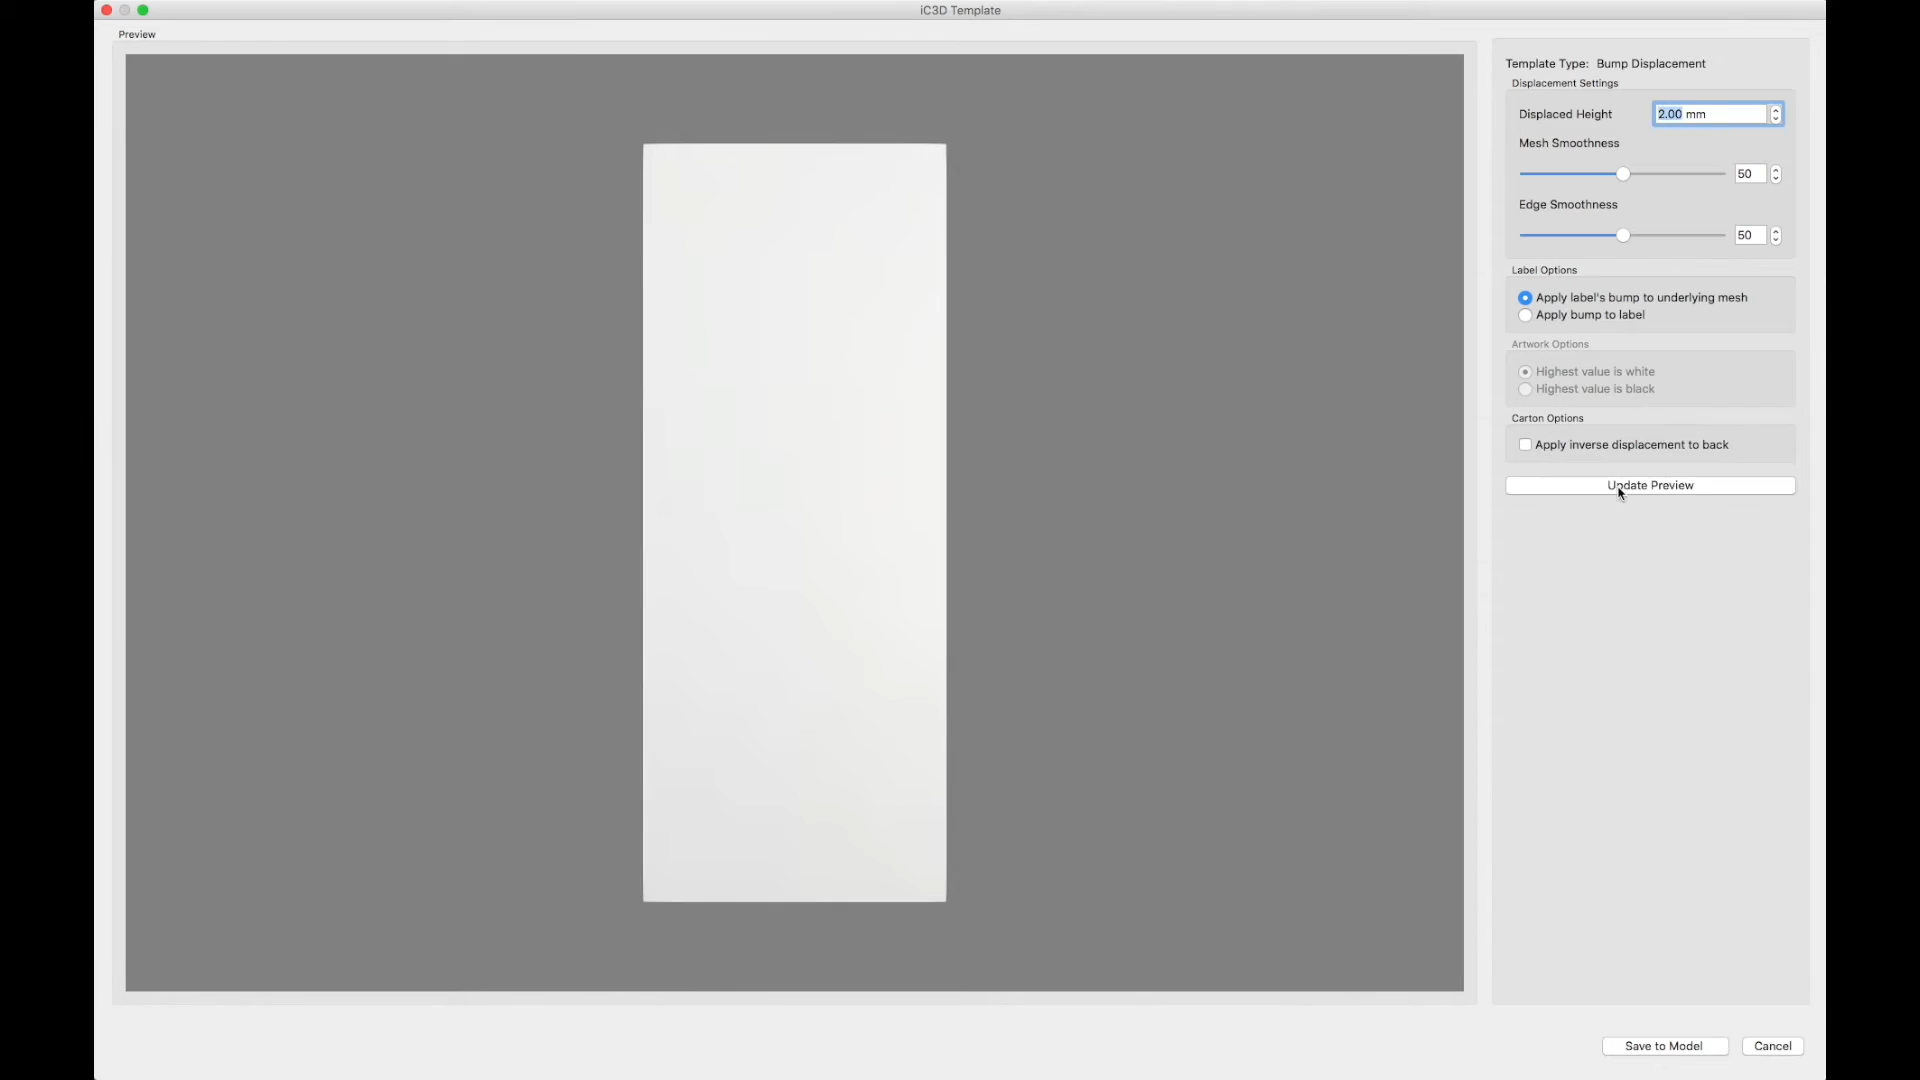 iC3D Template
Preview
Template Type: Bump Displacement
Displacement Settings
Displaced Height 2.00 mm
Mesh Smoothness
50
Edge Smoothness
50
Label Options
Apply label's bump to underlying mesh
Apply bump to label
Artwork Options
Highest value is white
Highest value is black
Carton Options
Apply inverse displacement to back
Update Preview
Save to Model Cancel